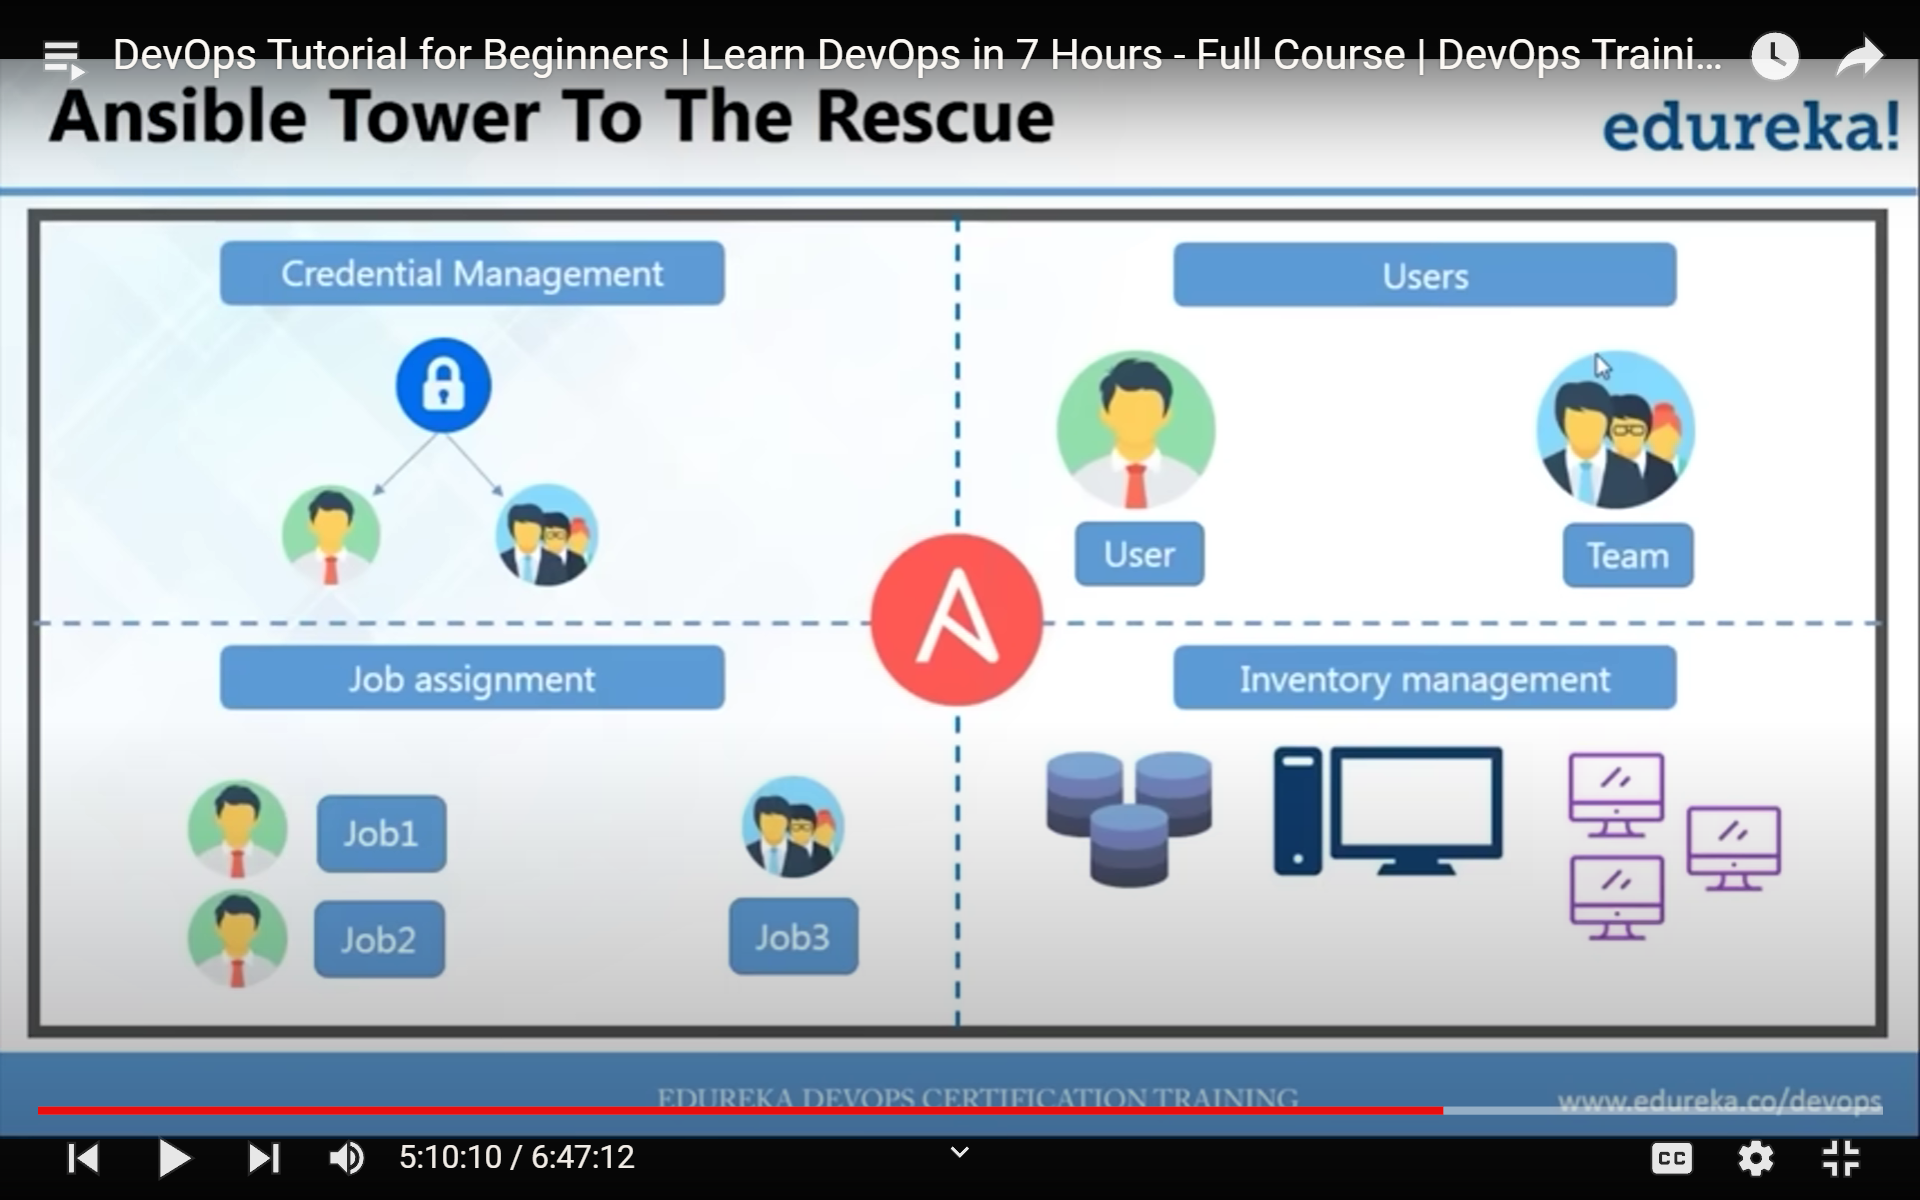 DevOps Tutorial for Beginners | Learn DevOps in 7 Hours - Full Course | DevOps Traini...
Ansible Tower To The Rescue
edureka!
Credential Management
Users
User
Team
Job assignment
Inventory management
Job1
Job2
Job3
EDUREKA DEVOPS CERTIFICATION TRAINING
www.edureka.co/devops
5:10:10 / 6:47:12
CC